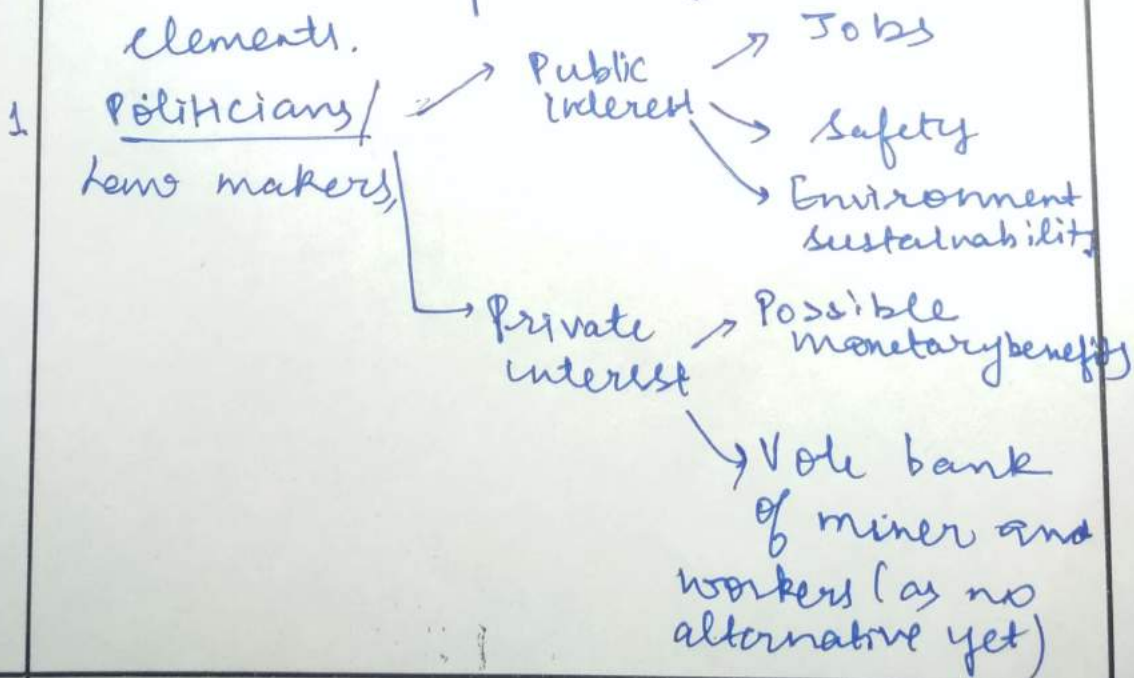 elements.
1
Politicians/
Law makers,
Public
interest
Jobs
Safety
Environment
sustainability
Private
interest
Possible
monetary benefits
Vote bank
of miner and
workers (as no
alternative yet)